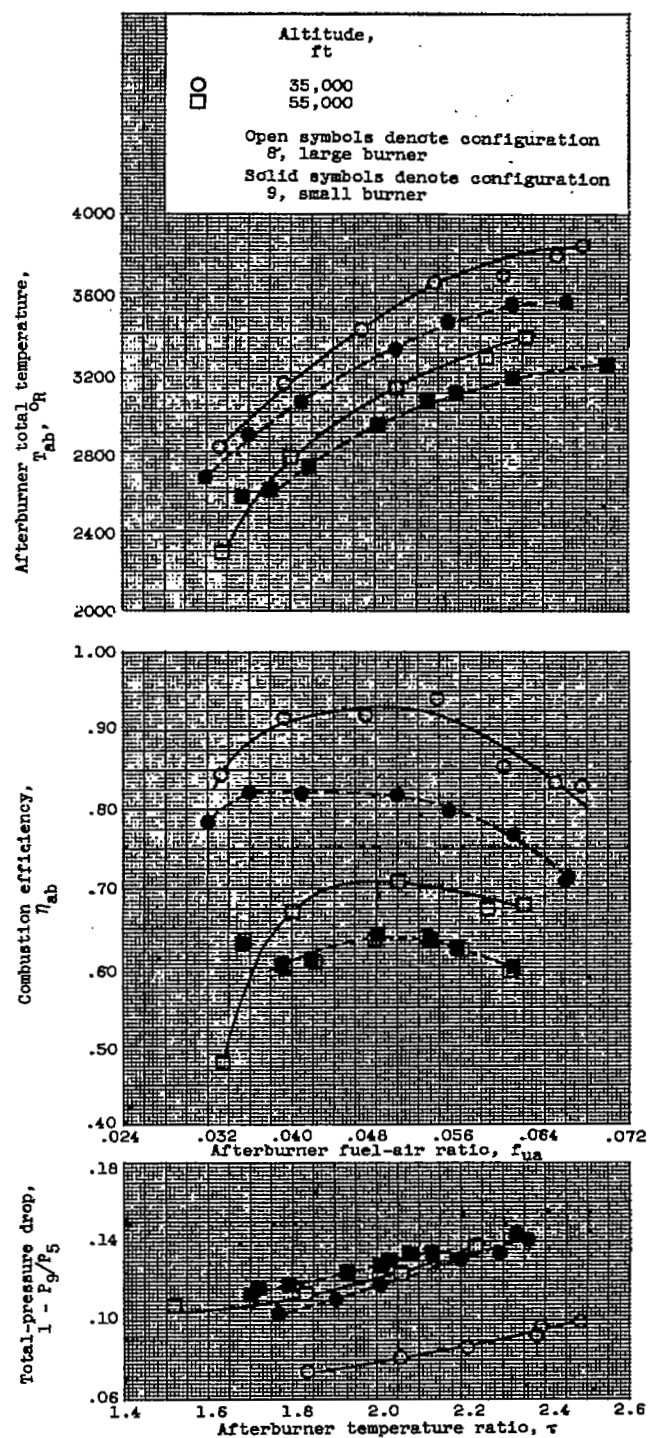 Altitude,
ft
35,000
55,000
Open symbols denote configuration
8, large burner
Solid symbols denote configuration
9, small burner
Afterburner total temperature,
T_ab, °R
4000
3600
3200
2800
2400
2000
Combustion efficiency,
η_ab
1.00
.90
.80
.70
.60
.50
.40
.024 .032 .040 .048 .056 .064 .072
Afterburner fuel-air ratio, f_ua
Total-pressure drop,
1 - P9/P5
.18
.14
.10
.06
1.4 1.6 1.8 2.0 2.2 2.4 2.6
Afterburner temperature ratio, τ